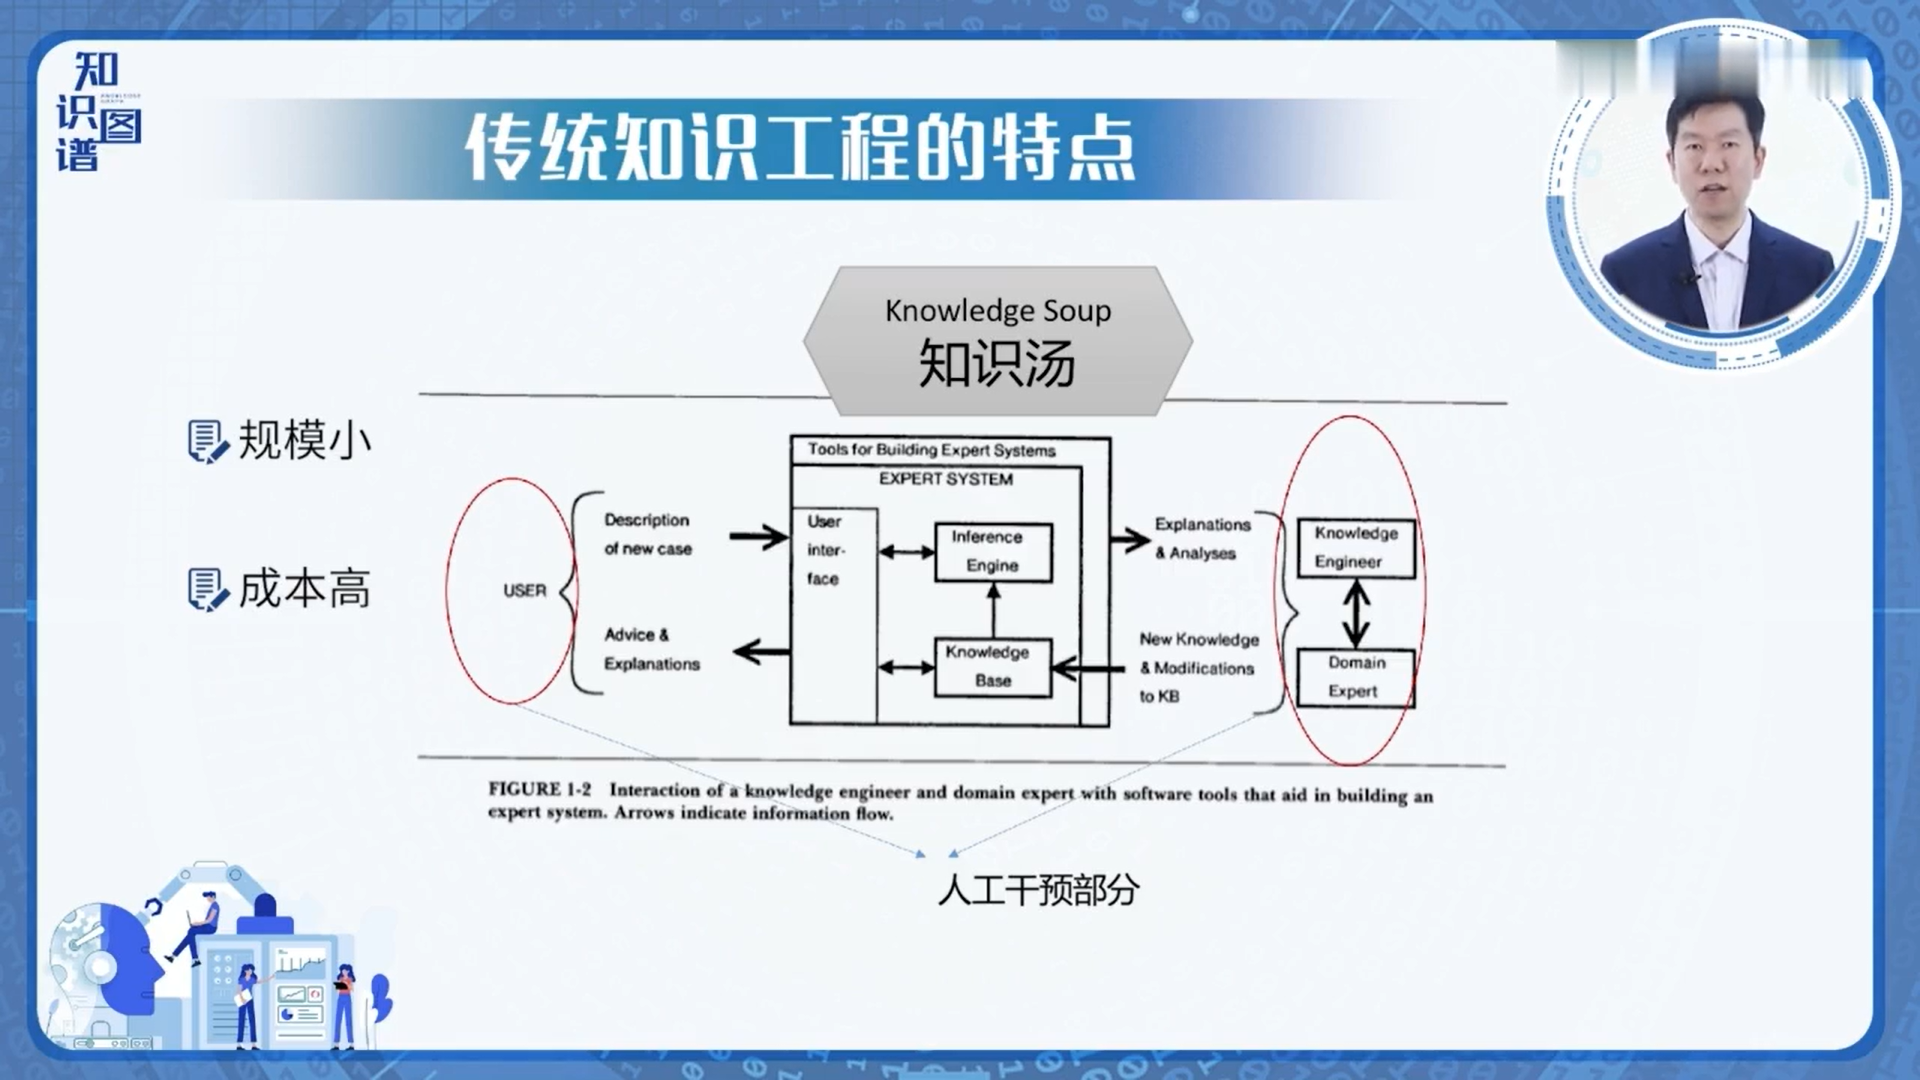 知
识图
谱
传统知识工程的特点
Knowledge Soup
知识汤
规模小
成本高
Tools for Building Expert Systems
EXPERT SYSTEM
USER
Description
of new case
Advice &
Explanations
User
inter-
face
Inference
Engine
Knowledge
Base
Explanations
& Analyses
New Knowledge
& Modifications
to KB
Knowledge
Engineer
Domain
Expert
FIGURE 1-2 Interaction of a knowledge engineer and domain expert with software tools that aid in building an
expert system. Arrows indicate information flow.
人工干预部分